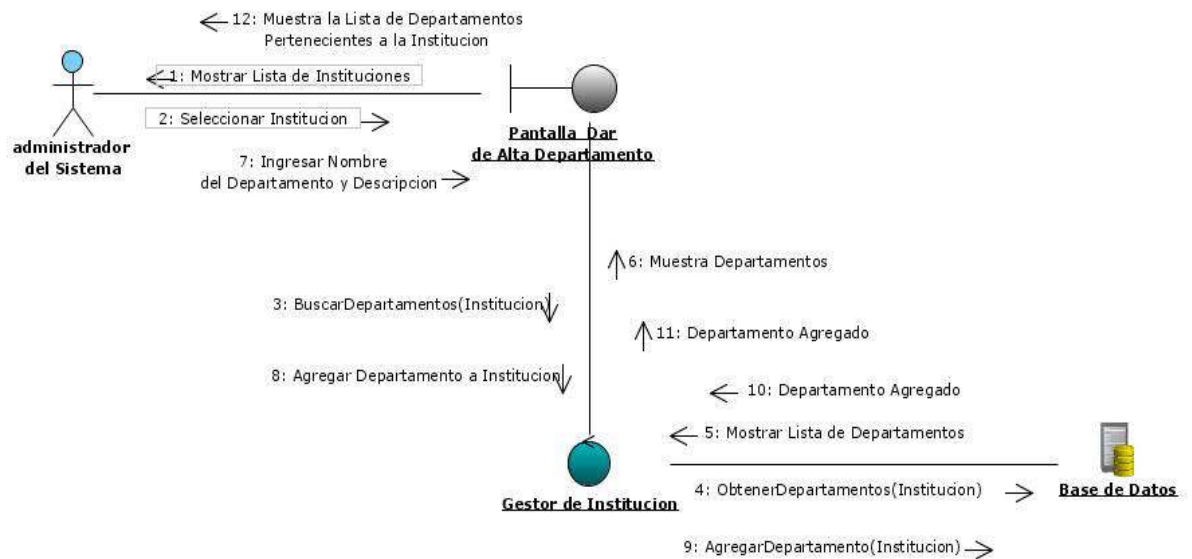 12: Muestra la Lista de Departamentos
Pertenecientes a la Institucion
1: Mostrar Lista de Instituciones
2: Seleccionar Institucion
administrador
del Sistema
Pantalla Dar
de Alta Departamento
7: Ingresar Nombre
del Departamento y Descripcion
6: Muestra Departamentos
3: BuscarDepartamentos(Institucion)
11: Departamento Agregado
8: Agregar Departamento a Institucion
10: Departamento Agregado
5: Mostrar Lista de Departamentos
4: ObtenerDepartamentos(Institucion)
Gestor de Institucion
Base de Datos
9: AgregarDepartamento(Institucion)